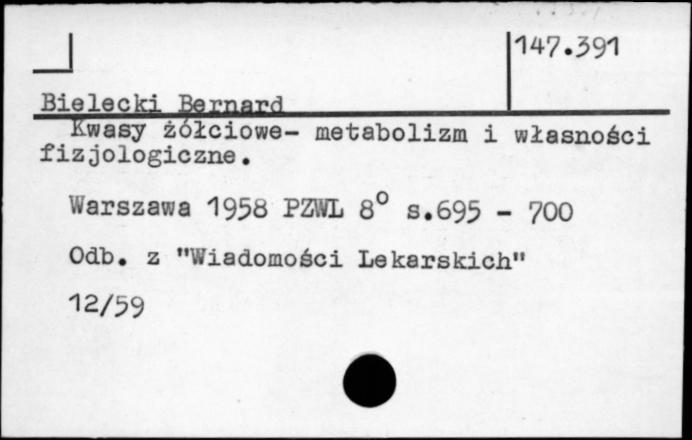 147.391
Bielecki Bernard
Kwasy żółciowe- metabolizm i własności
fizjologiczne.
Warszawa 1958 PZWL 8° s.695 - 700
Odb. z "Wiadomości Lekarskich"
12/59